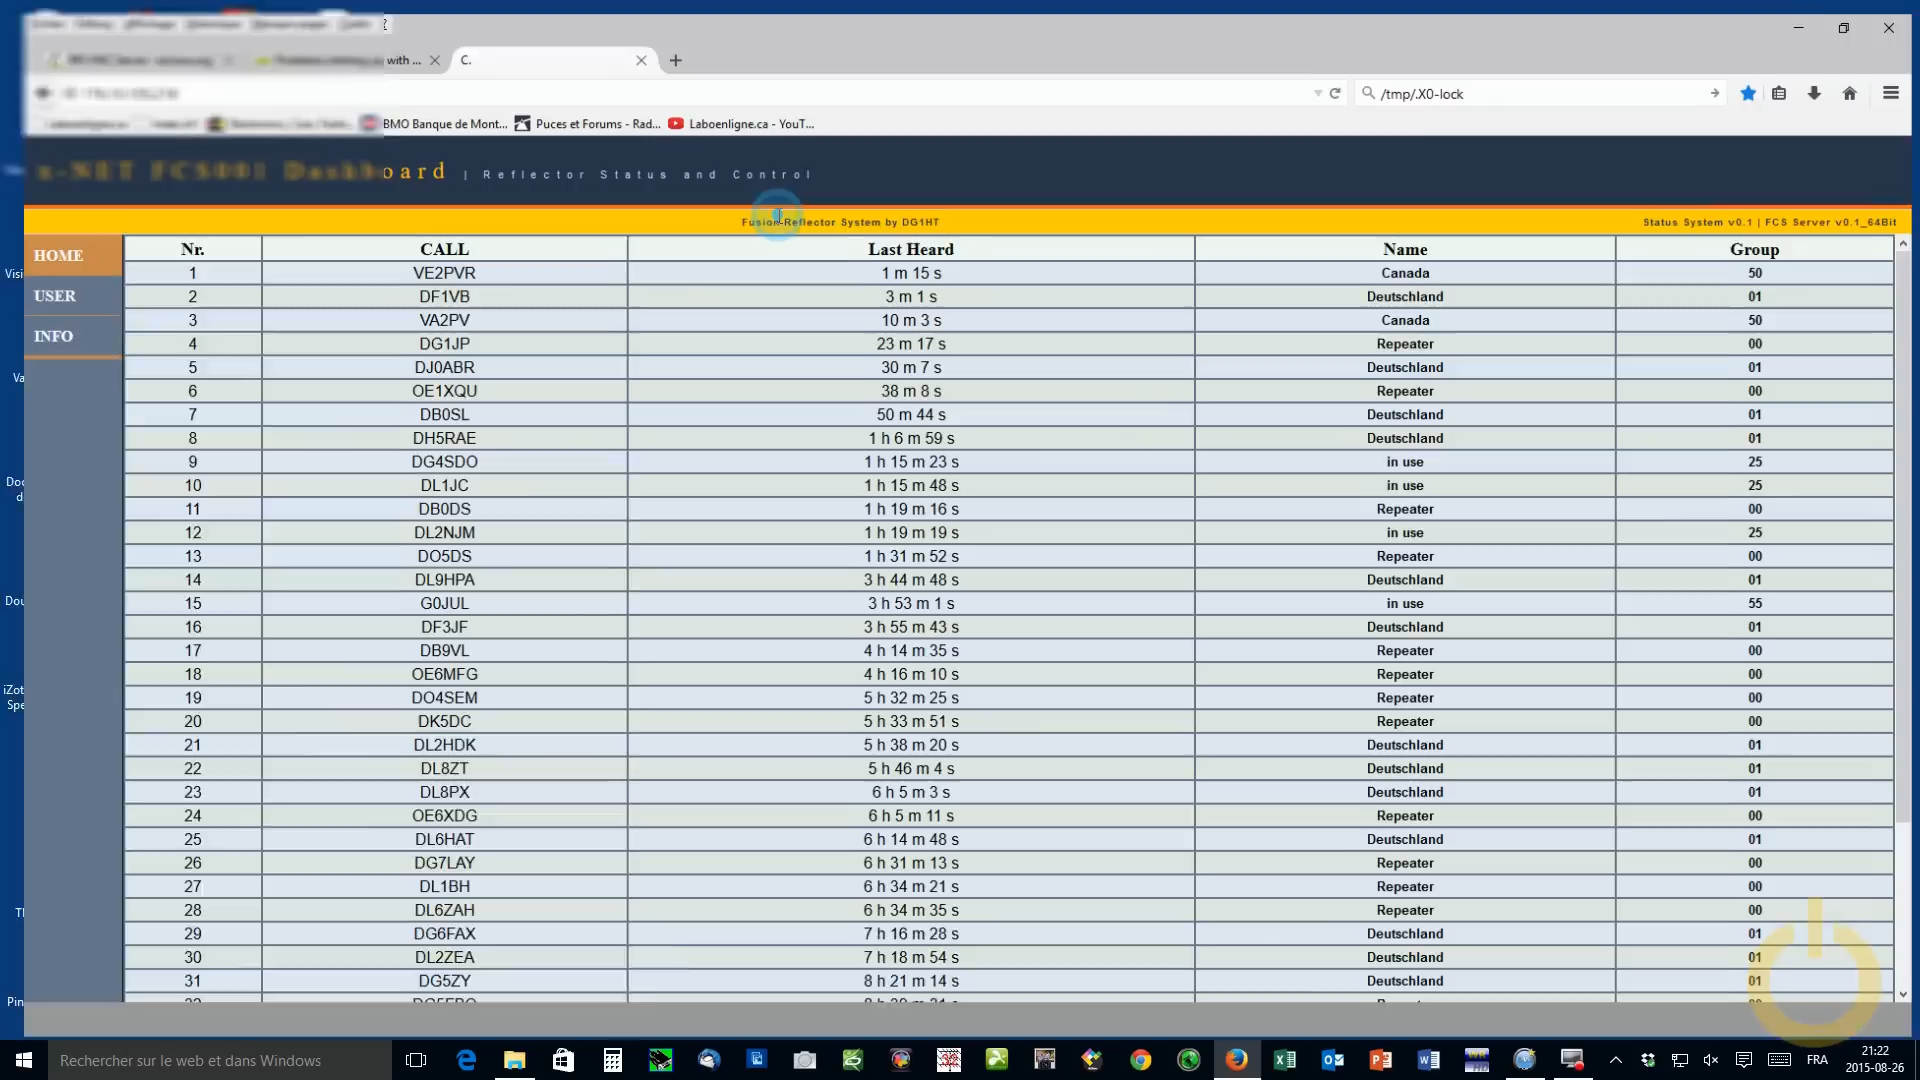 ?
with ...
C.
/tmp/.X0-lock
BMO Banque de Mont...
Puces et Forums - Rad...
Laboenligne.ca - YouT...
x-NET FCS001 Dashboard | Reflector Status and Control
Fusion-Reflector System by DG1HT
Status System v0.1 | FCS Server v0.1_64Bit
HOME
USER
INFO
Nr. CALL Last Heard Name Group
1 VE2PVR 1 m 15 s Canada 50
2 DF1VB 3 m 1 s Deutschland 01
3 VA2PV 10 m 3 s Canada 50
4 DG1JP 23 m 17 s Repeater 00
5 DJ0ABR 30 m 7 s Deutschland 01
6 OE1XQU 38 m 8 s Repeater 00
7 DB0SL 50 m 44 s Deutschland 01
8 DH5RAE 1 h 6 m 59 s Deutschland 01
9 DG4SDO 1 h 15 m 23 s in use 25
10 DL1JC 1 h 15 m 48 s in use 25
11 DB0DS 1 h 19 m 16 s Repeater 00
12 DL2NJM 1 h 19 m 19 s in use 25
13 DO5DS 1 h 31 m 52 s Repeater 00
14 DL9HPA 3 h 44 m 48 s Deutschland 01
15 G0JUL 3 h 53 m 1 s in use 55
16 DF3JF 3 h 55 m 43 s Deutschland 01
17 DB9VL 4 h 14 m 35 s Repeater 00
18 OE6MFG 4 h 16 m 10 s Repeater 00
19 DO4SEM 5 h 32 m 25 s Repeater 00
20 DK5DC 5 h 33 m 51 s Repeater 00
21 DL2HDK 5 h 38 m 20 s Deutschland 01
22 DL8ZT 5 h 46 m 4 s Deutschland 01
23 DL8PX 6 h 5 m 3 s Deutschland 01
24 OE6XDG 6 h 5 m 11 s Repeater 00
25 DL6HAT 6 h 14 m 48 s Deutschland 01
26 DG7LAY 6 h 31 m 13 s Repeater 00
27 DL1BH 6 h 34 m 21 s Repeater 00
28 DL6ZAH 6 h 34 m 35 s Repeater 00
29 DG6FAX 7 h 16 m 28 s Deutschland 01
30 DL2ZEA 7 h 18 m 54 s Deutschland 01
31 DG5ZY 8 h 21 m 14 s Deutschland 01
Visi
Va
Doc
d
Dou
iZot
Spe
Tl
Pin
Rechercher sur le web et dans Windows
FRA
21:22
2015-08-26